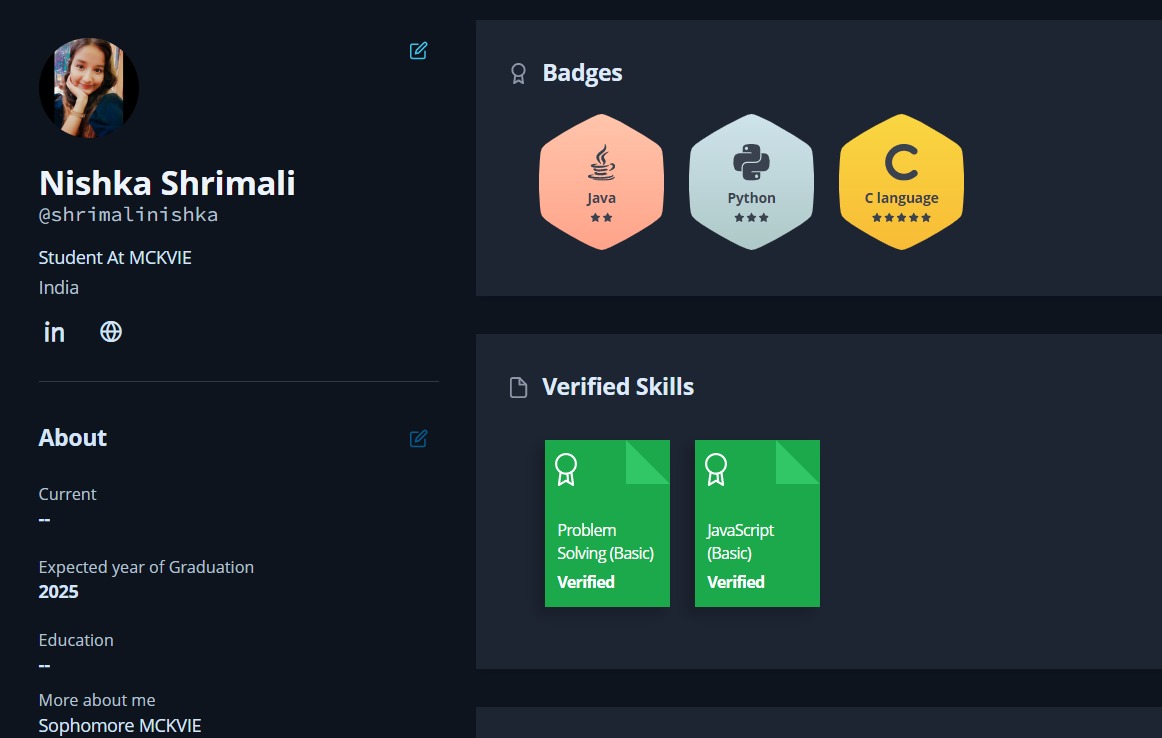 Nishka Shrimali
@shrimalinishka
Student At MCKVIE
India
in
About
Current
--
Expected year of Graduation
2025
Education
--
More about me
Sophomore MCKVIE
Badges
Java
Python
C language
Verified Skills
Problem
Solving (Basic)
Verified
JavaScript
(Basic)
Verified